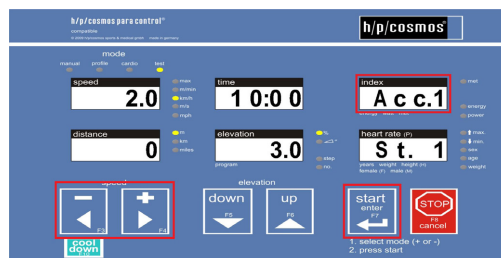 h/p/cosmos para control®
compatible
h/p/cosmos
mode
manual profile cardio test
speed
2.0
max
m/min
km/h
m/s
mph
time
10:00
index
Acc.1
met
energy
power
distance
0
m
km
miles
elevation
3.0
program
%
step
no.
heart rate (P)
St. 1
years weight height (H)
female (F) male (M)
max.
min.
sex
age
weight
speed
elevation
-
F3
+
F4
down
F5
up
F6
start
enter
F7
STOP
F8
cancel
cool
down
1. select mode (+ or -)
2. press start